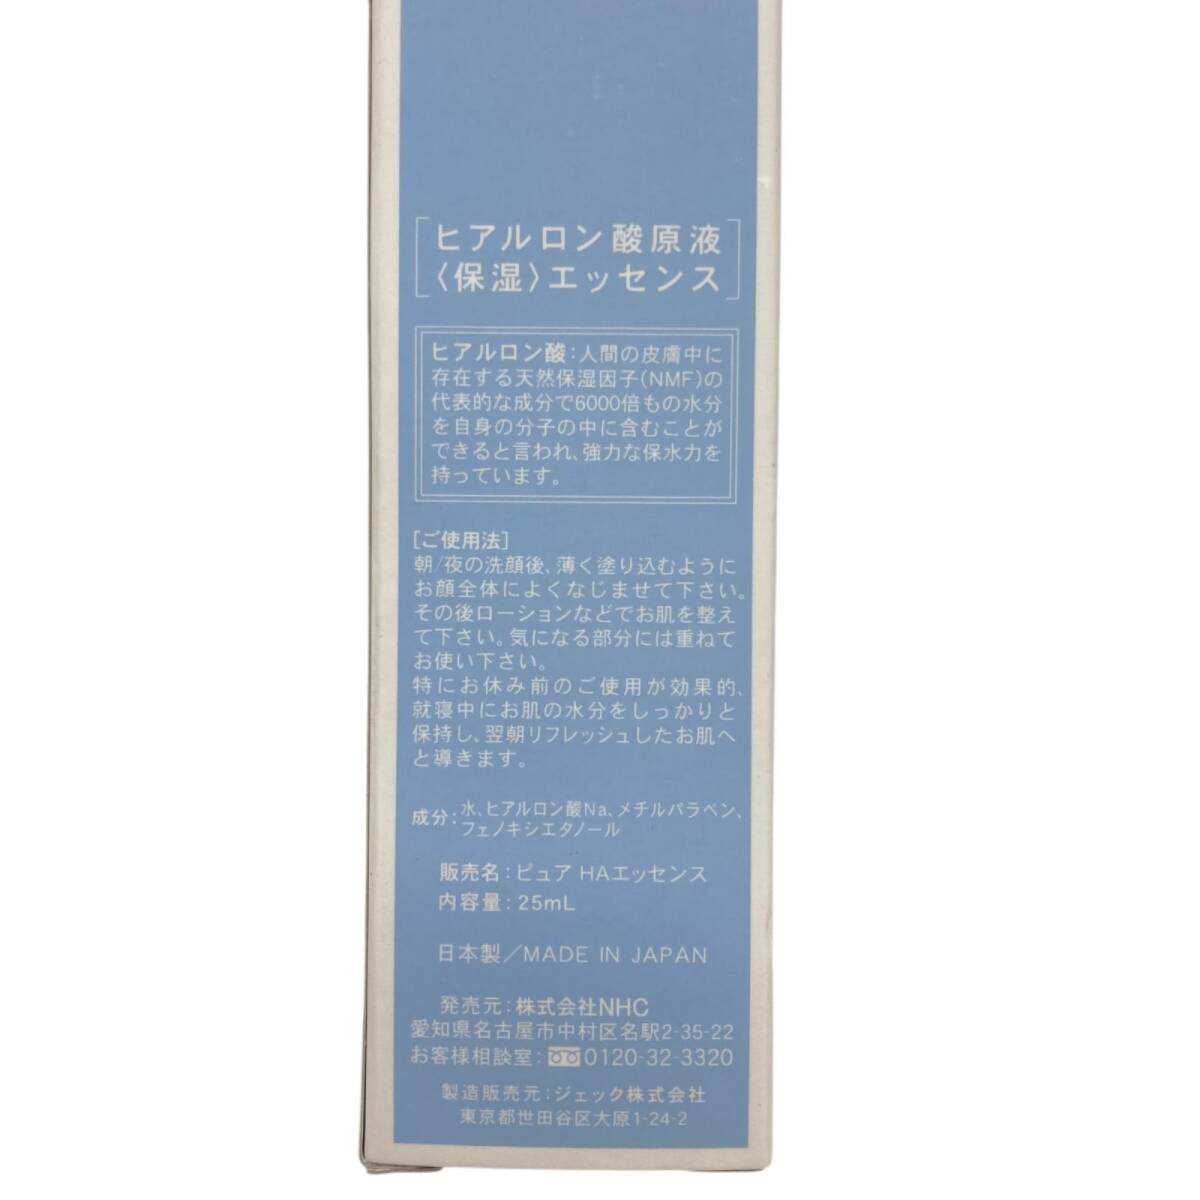 ヒアルロン酸原液
〈保湿〉エッセンス
ヒアルロン酸:人間の皮膚中に
存在する天然保湿因子(NMF)の
代表的な成分で6000倍もの水分
を自身の分子の中に含むことが
できると言われ、強力な保水力を
持っています。
[ご使用法]
朝/夜の洗顔後、薄く塗り込むように
お顔全体によくなじませて下さい。
その後ローションなどでお肌を整え
て下さい。気になる部分には重ねて
お使い下さい。
特にお休み前のご使用が効果的、
就寝中にお肌の水分をしっかりと
保持し、翌朝リフレッシュしたお肌へ
と導きます。
成分:水、ヒアルロン酸Na、メチルパラベン、
フェノキシエタノール
販売名:ピュア HAエッセンス
内容量:25mL
日本製/MADE IN JAPAN
発売元:株式会社NHC
愛知県名古屋市中村区名駅2-35-22
お客様相談室:0120-32-3320
製造販売元:ジェック株式会社
東京都世田谷区大原1-24-2